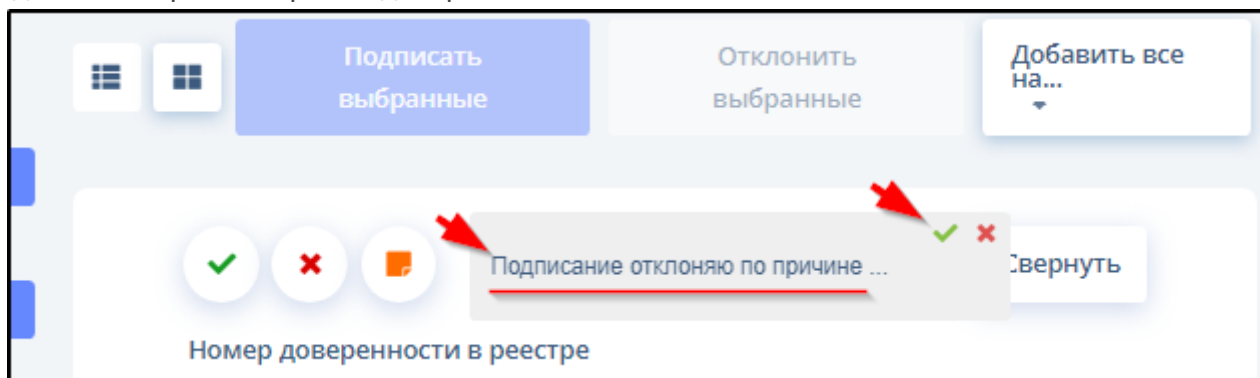 Подписать
выбранные
Отклонить
выбранные
Добавить все
на...
Подписание отклоняю по причине ...
Свернуть
Номер доверенности в реестре